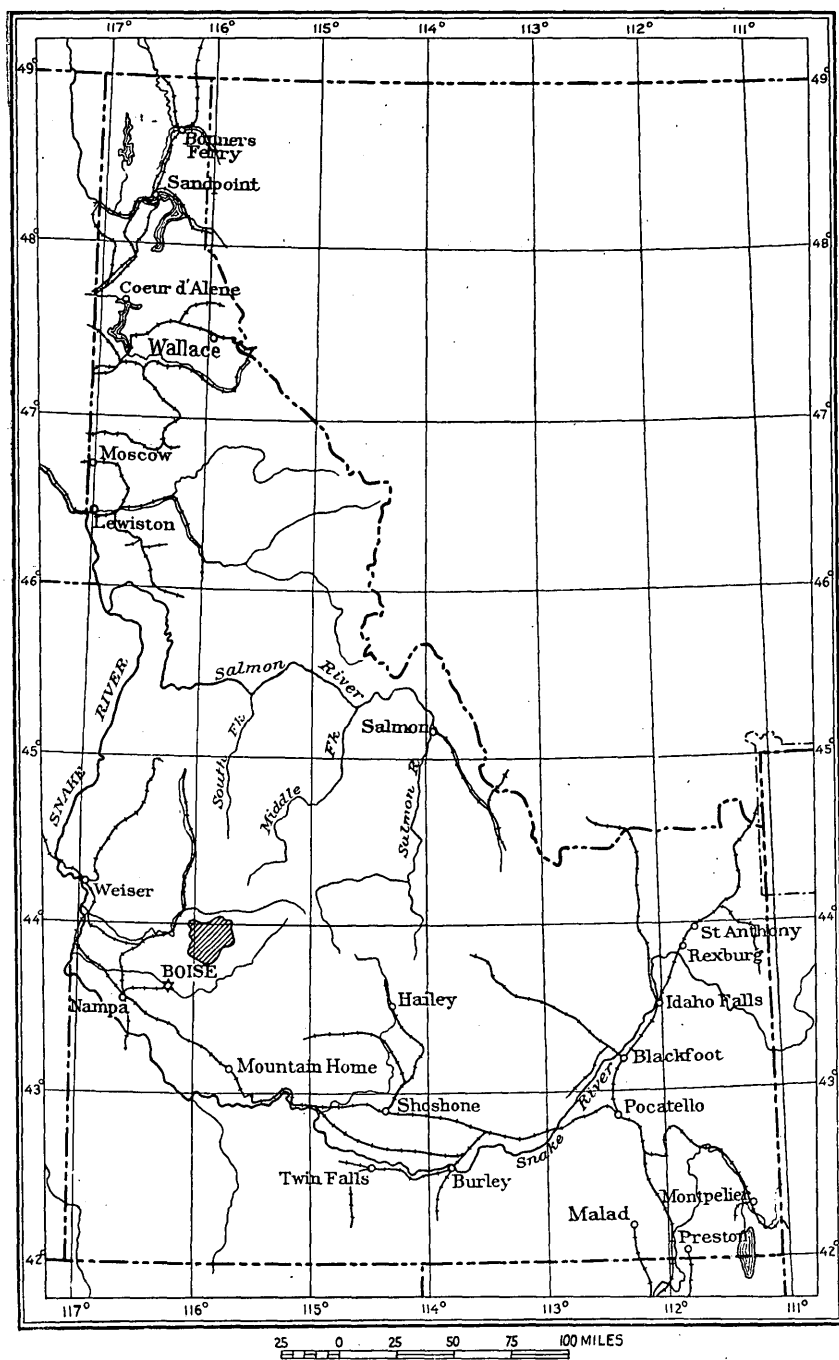 117° 116° 115° 114° 113° 112° 111°
49° 49°
Bonners
Ferry
Sandpoint
48° 48°
Coeur d'Alene
Wallace
47° 47°
Moscow
Lewiston
46° 46°
SNAKE RIVER
Salmon River
South Fk
Middle Fk
Salmon
Salmon R
45° 45°
Weiser
44° 44°
St Anthony
Rexburg
BOISE
Nampa
Hailey
Idaho Falls
Mountain Home
Blackfoot
43° 43°
Shoshone
Snake River
Pocatello
Twin Falls
Burley
Montpelier
Malad
Preston
42° 42°
117° 116° 115° 114° 113° 112° 111°
25 0 25 50 75 100 MILES